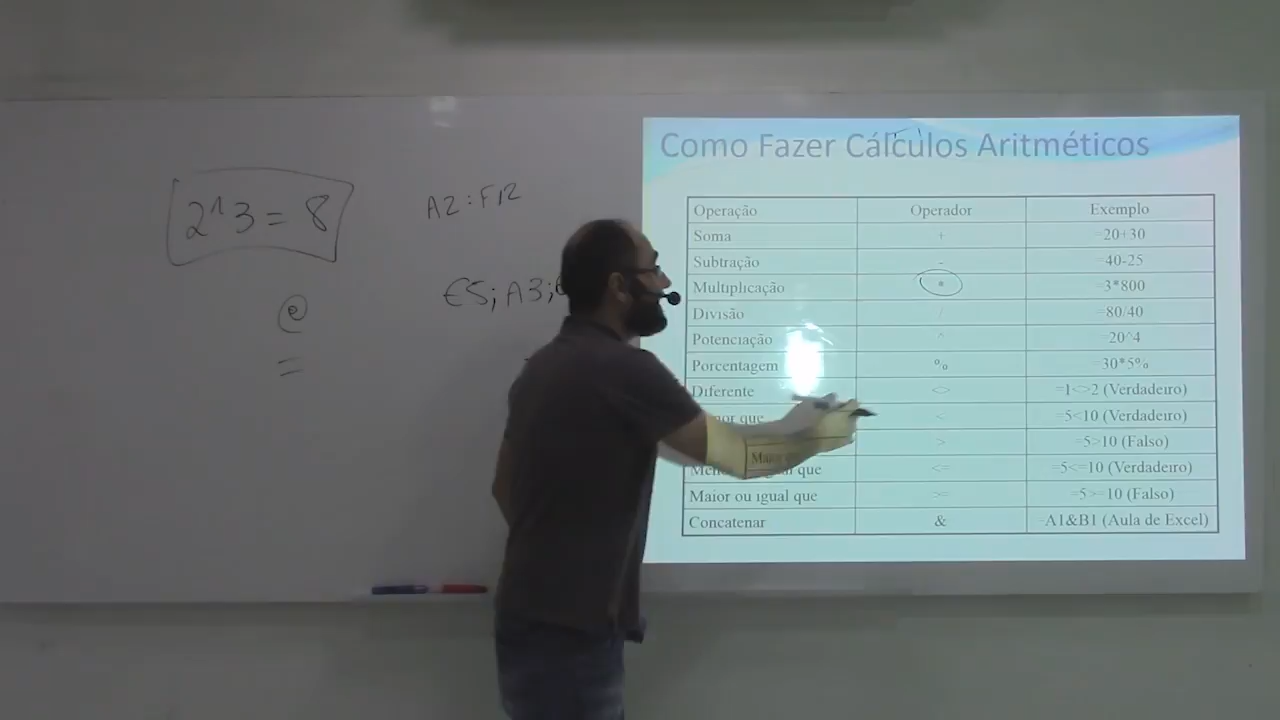 2^3 = 8
@
=
A2:F12
E5; A3;
Como Fazer Cálculos Aritméticos
Operação Operador Exemplo
Soma + =20+30
Subtração - =40-25
Multiplicação * =3*800
Divisão / =80/40
Potenciação ^ =20^4
Porcentagem % =30*5%
Diferente <> =1<>2 (Verdadeiro)
que < =5<10 (Verdadeiro)
> =5>10 (Falso)
que <= =5<=10 (Verdadeiro)
Maior ou igual que >= =5>=10 (Falso)
Concatenar & =A1&B1 (Aula de Excel)